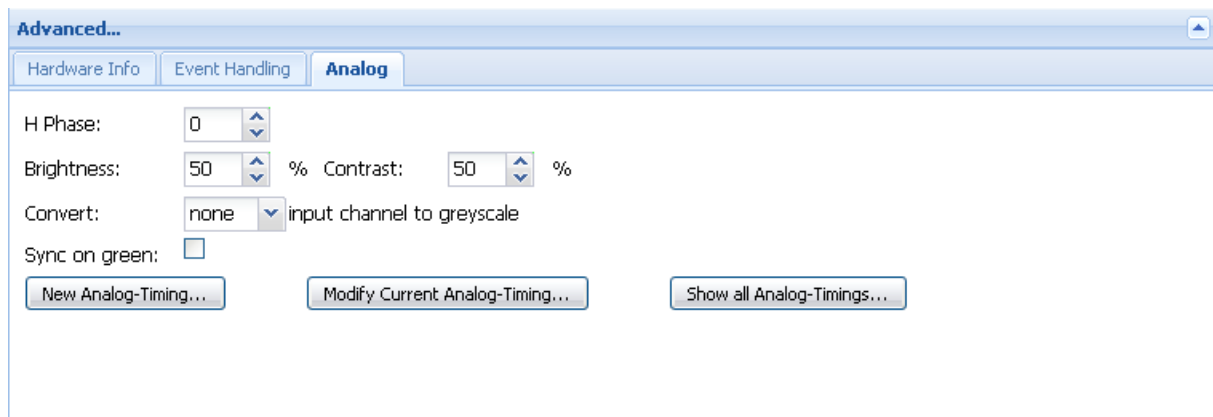 Advanced...
Hardware Info Event Handling Analog
H Phase: 0
Brightness: 50 % Contrast: 50 %
Convert: none input channel to greyscale
Sync on green:
New Analog-Timing... Modify Current Analog-Timing... Show all Analog-Timings...